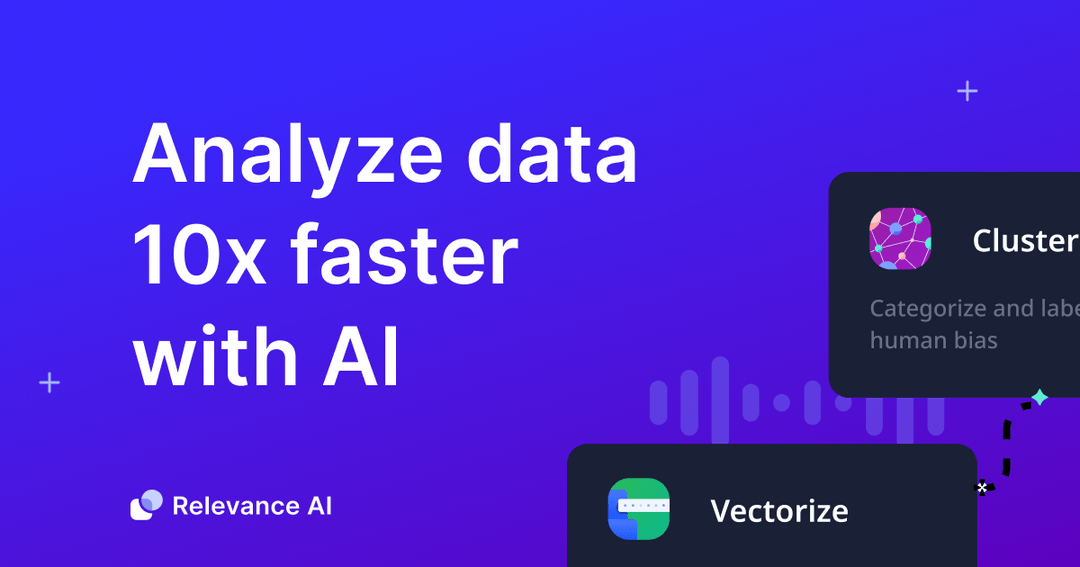 Analyze data
10x faster
with AI
Relevance AI
Cluster
Categorize and labe
human bias
Vectorize